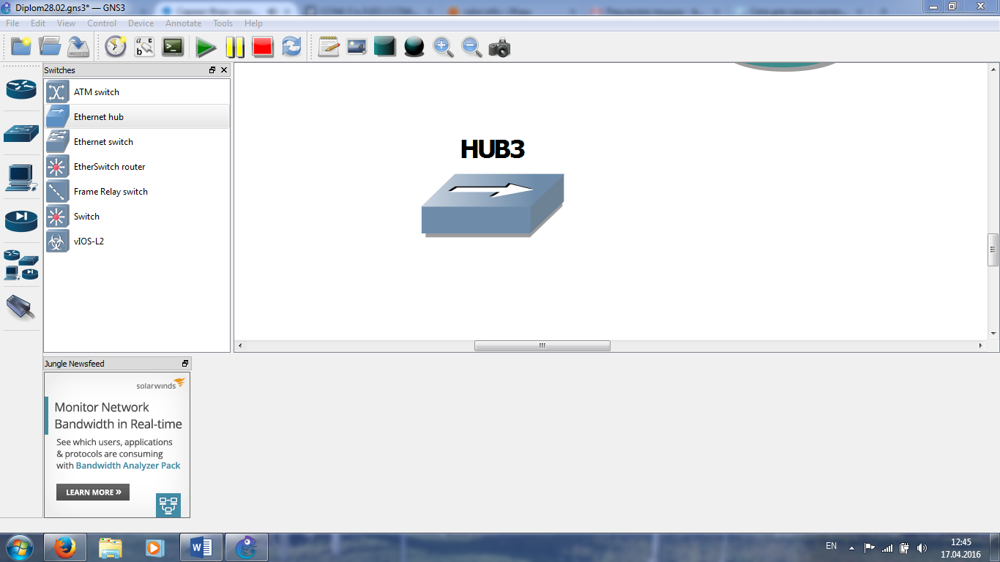 Diplom28.02.gns3* — GNS3
File Edit View Control Device Annotate Tools Help
Switches
ATM switch
Ethernet hub
Ethernet switch
EtherSwitch router
Frame Relay switch
Switch
vIOS-L2
HUB3
Jungle Newsfeed
solarwinds
Monitor Network
Bandwidth in Real-time
See which users, applications
& protocols are consuming
with Bandwidth Analyzer Pack
LEARN MORE »
EN
12:45
17.04.2016